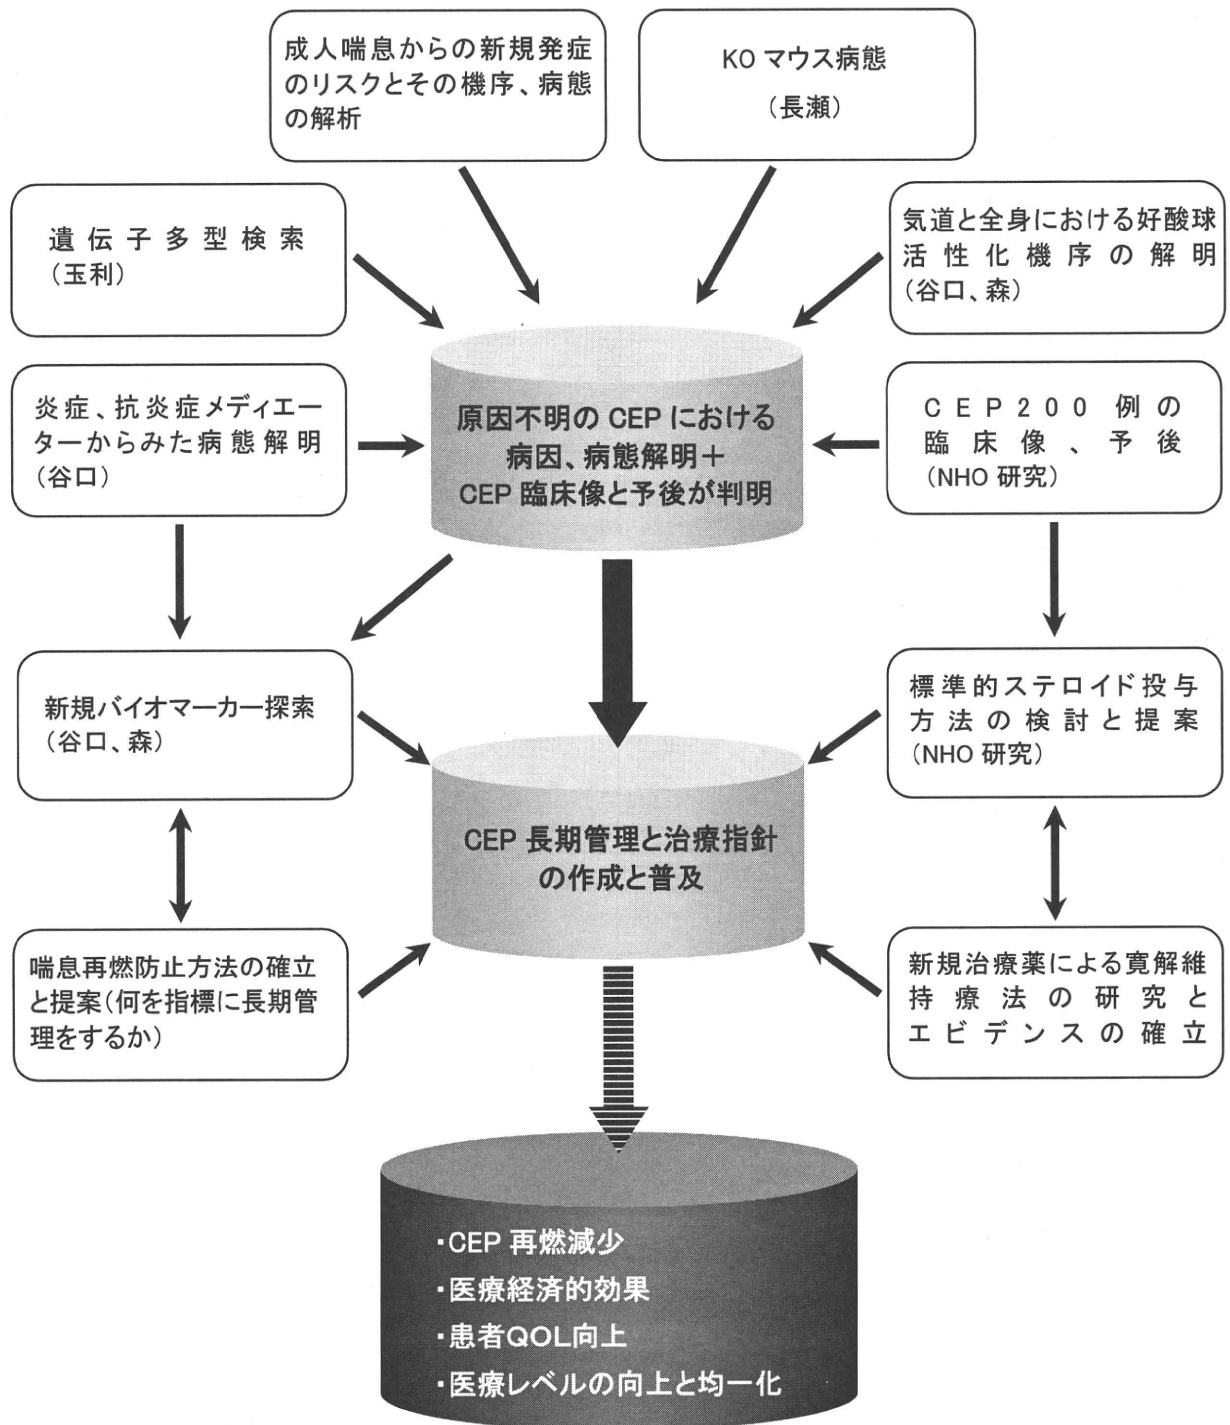 成人喘息からの新規発症
のリスクとその機序、病態
の解析
KO マウス病態
（長瀬）
遺伝子多型検索
（玉利）
気道と全身における好酸球
活性化機序の解明
（谷口、森）
炎症、抗炎症メディエー
ターからみた病態解明
（谷口）
原因不明の CEP における
病因、病態解明＋
CEP 臨床像と予後が判明
CEP200 例の
臨床像、予後
（NHO 研究）
新規バイオマーカー探索
（谷口、森）
標準的ステロイド投与
方法の検討と提案
（NHO 研究）
CEP 長期管理と治療指針
の作成と普及
喘息再燃防止方法の確立
と提案（何を指標に長期管
理をするか）
新規治療薬による寛解維
持療法の研究と
エビデンスの確立
・CEP 再燃減少
・医療経済的効果
・患者QOL向上
・医療レベルの向上と均一化